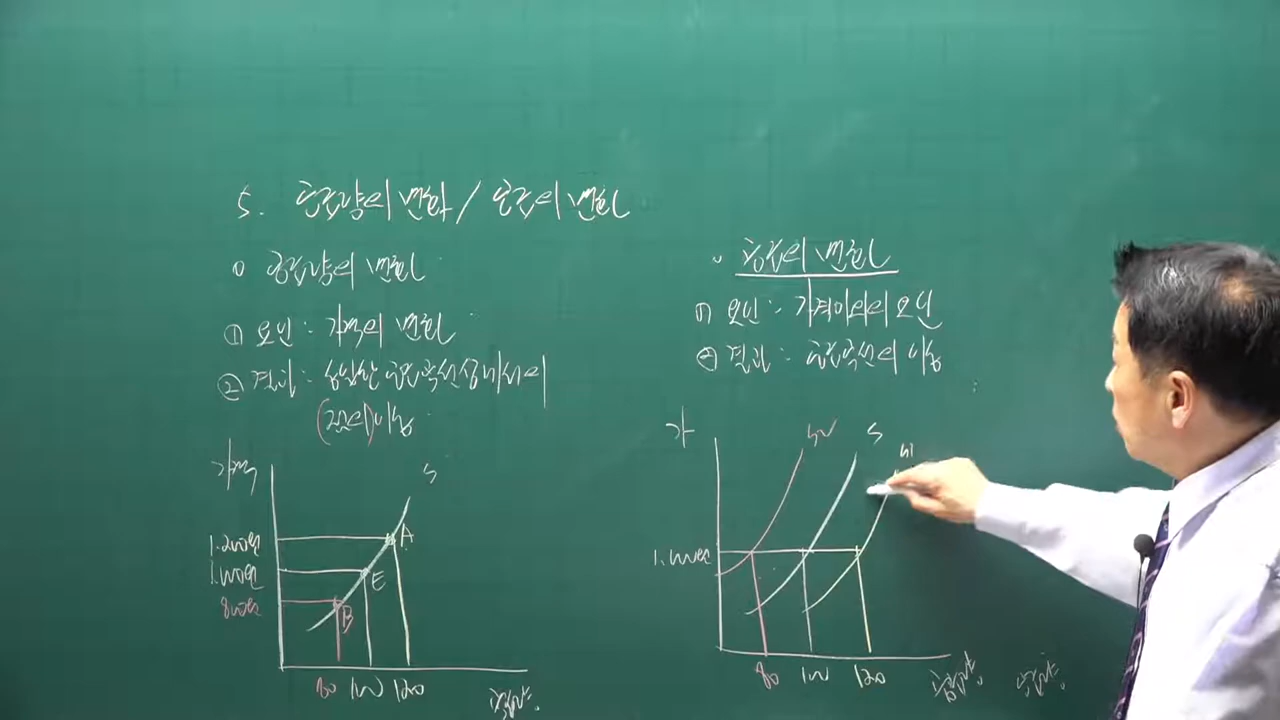 5. 공급량의 변화 / 공급의 변화
○ 공급량의 변화
① 요인 : 가격의 변화
② 결과 : 동일한 공급곡선상에서의
(점의)이동
가격
S
1.200원
1.000원
800원
A
E
B
80 100 120
공급량.
· 공급의 변화
① 요인 : 가격이외의 요인
② 결과 : 공급곡선의 이동
가
S
S1
1.000원
80 100 120
공급량.
공급량.